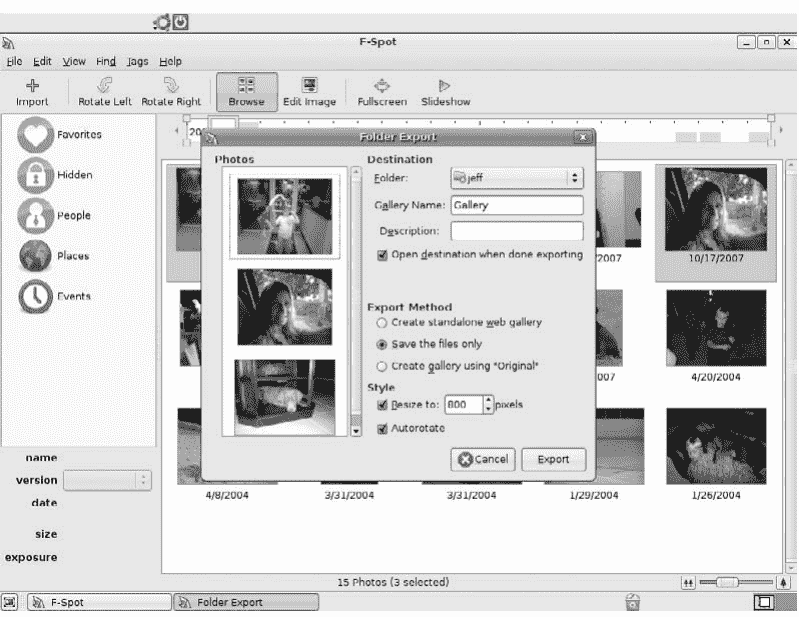 F-Spot
File Edit View Find Tags Help
Import Rotate Left Rotate Right Browse Edit Image Fullscreen Slideshow
Favorites
Hidden
People
Places
Events
name
version
date
size
exposure
Folder Export
Photos
Destination
Folder: jeff
Gallery Name: Gallery
Description:
Open destination when done exporting
Export Method
Create standalone web gallery
Save the files only
Create gallery using "Original"
Style
Resize to: 800 pixels
Autorotate
Cancel Export
2007
10/17/2007
007
4/20/2004
4/8/2004 3/31/2004 3/31/2004 1/29/2004 1/26/2004
15 Photos (3 selected)
F-Spot Folder Export